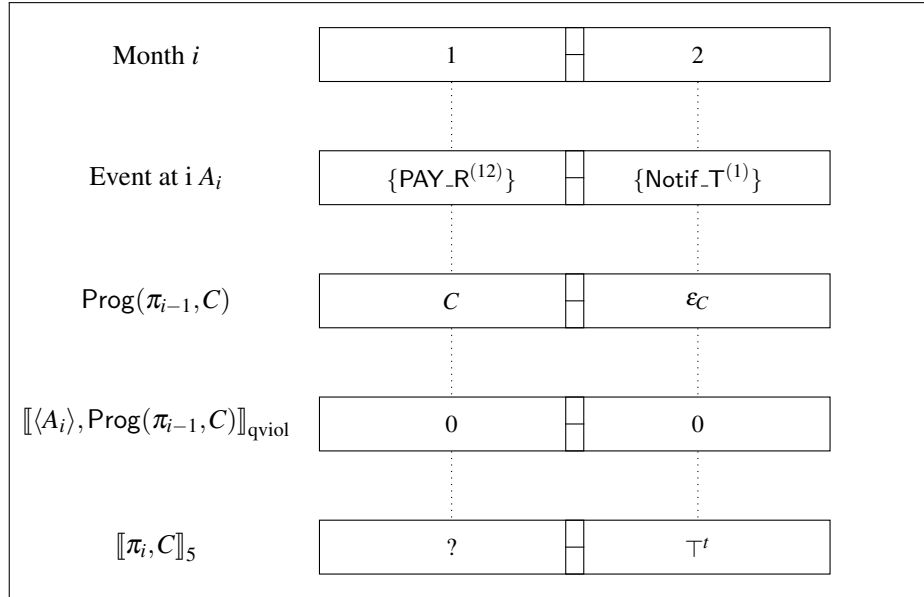 Month i 1 2
Event at i A_i {PAY_R^(12)} {Notif_T^(1)}
Prog(π_{i−1}, C) C ε_C
⟦⟨A_i⟩, Prog(π_{i−1}, C)⟧_qviol 0 0
⟦π_i, C⟧_5 ? ⊤^t